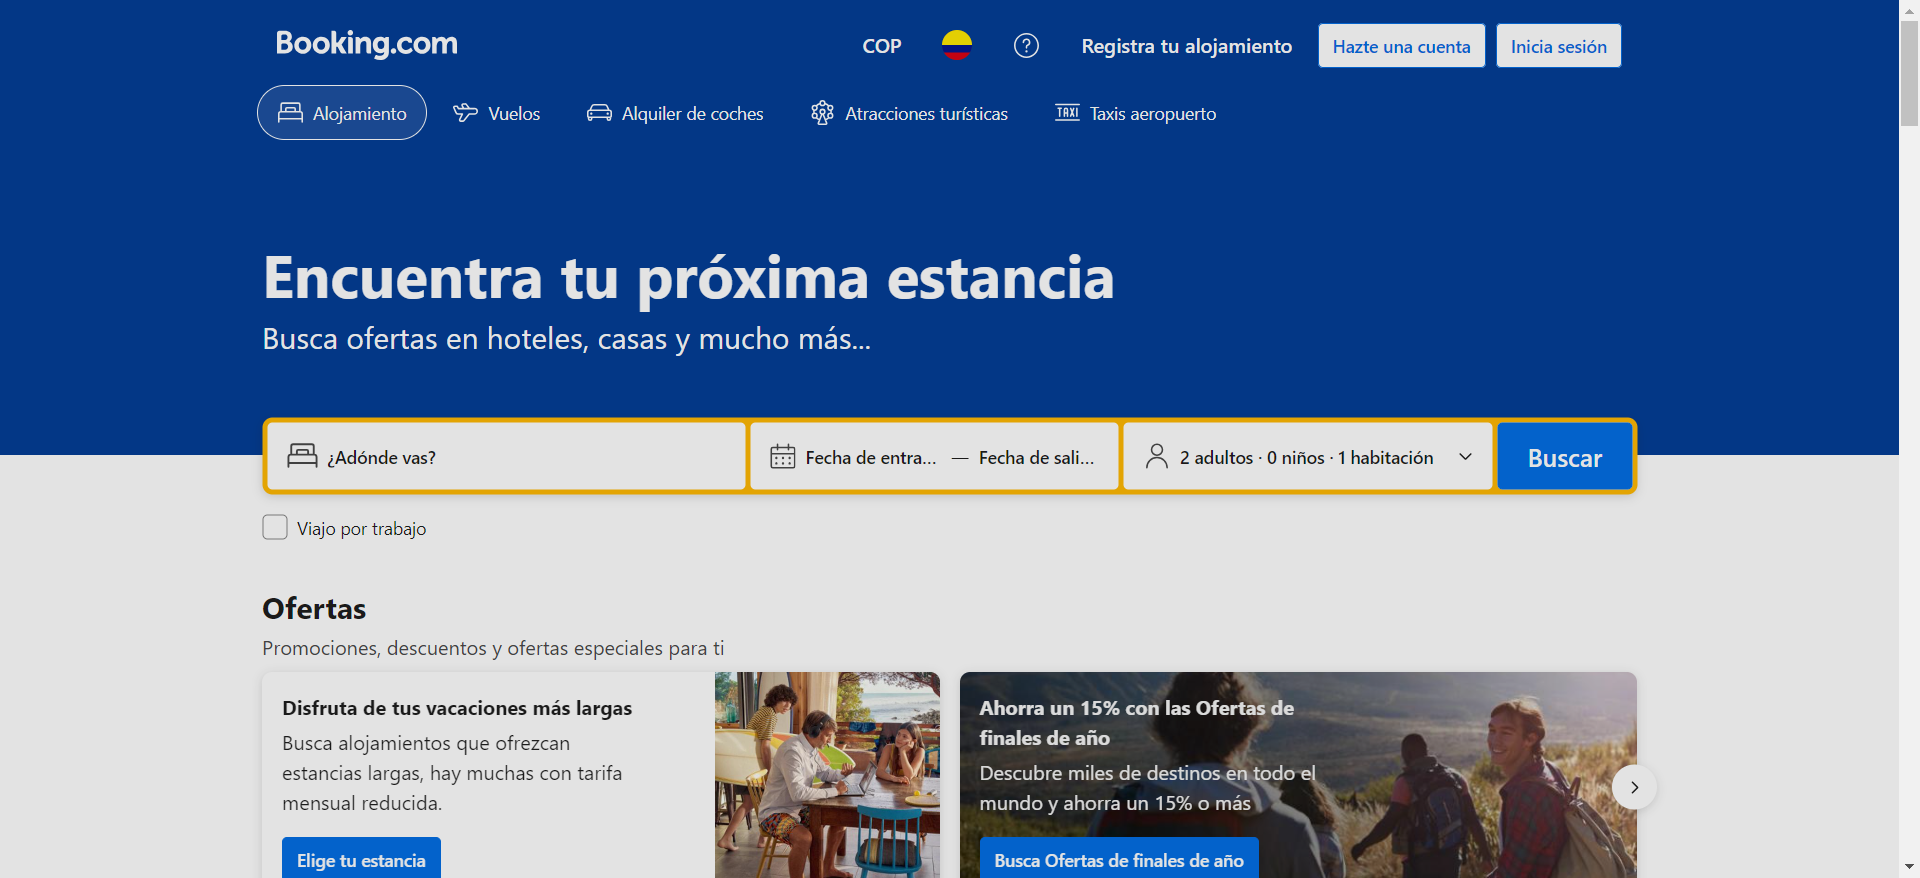 Booking.com
COP
Registra tu alojamiento
Hazte una cuenta
Inicia sesión
Alojamiento
Vuelos
Alquiler de coches
Atracciones turísticas
TAXI
Taxis aeropuerto
Encuentra tu próxima estancia
Busca ofertas en hoteles, casas y mucho más...
¿Adónde vas?
Fecha de entra... — Fecha de sali...
2 adultos · 0 niños · 1 habitación
Buscar
Viajo por trabajo
Ofertas
Promociones, descuentos y ofertas especiales para ti
Disfruta de tus vacaciones más largas
Busca alojamientos que ofrezcan
estancias largas, hay muchas con tarifa
mensual reducida.
Elige tu estancia
Ahorra un 15% con las Ofertas de
finales de año
Descubre miles de destinos en todo el
mundo y ahorra un 15% o más
Busca Ofertas de finales de año